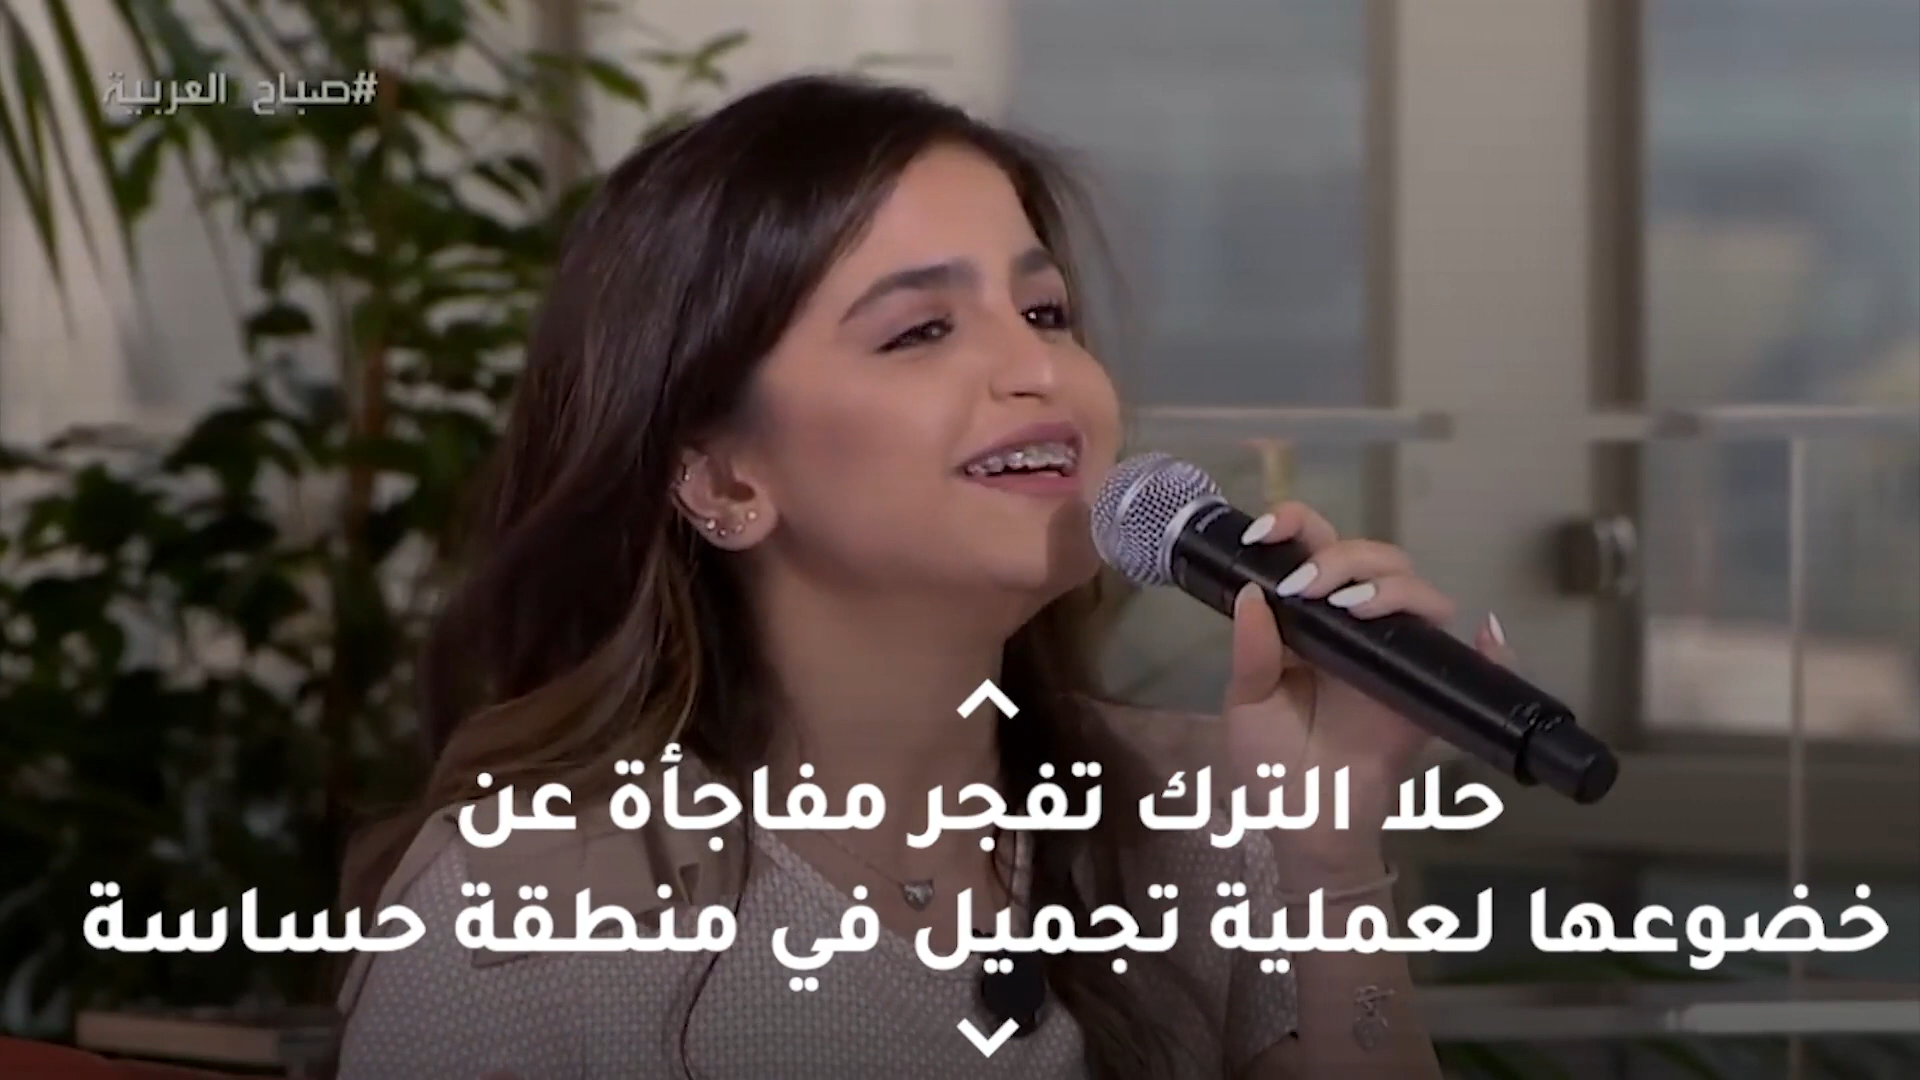 #صباح العربية
حلا الترك تفجر مفاجأة عن
خضوعها لعملية تجميل في منطقة حساسة